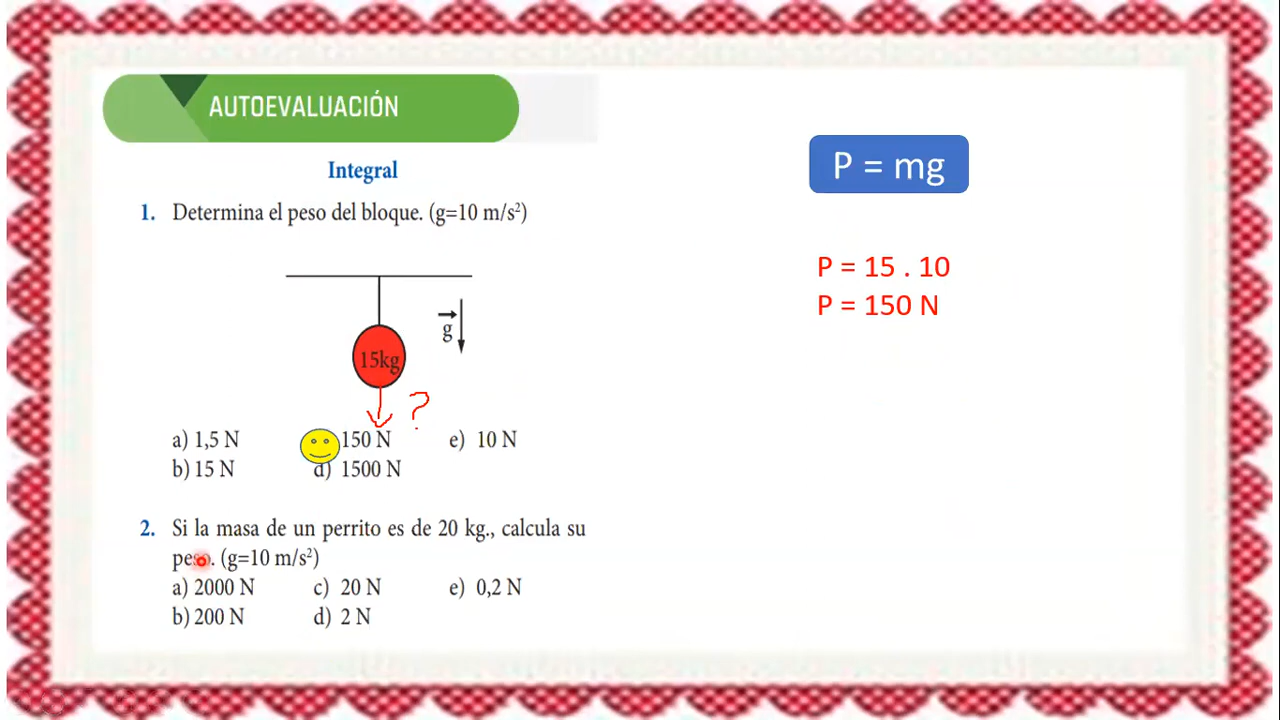 AUTOEVALUACIÓN
Integral
1. Determina el peso del bloque. (g=10 m/s²)
g
15kg
?
a) 1,5 N
150 N
e) 10 N
b) 15 N
d) 1500 N
2. Si la masa de un perrito es de 20 kg., calcula su
peso. (g=10 m/s²)
a) 2000 N
c) 20 N
e) 0,2 N
b) 200 N
d) 2 N
P = mg
P = 15 . 10
P = 150 N